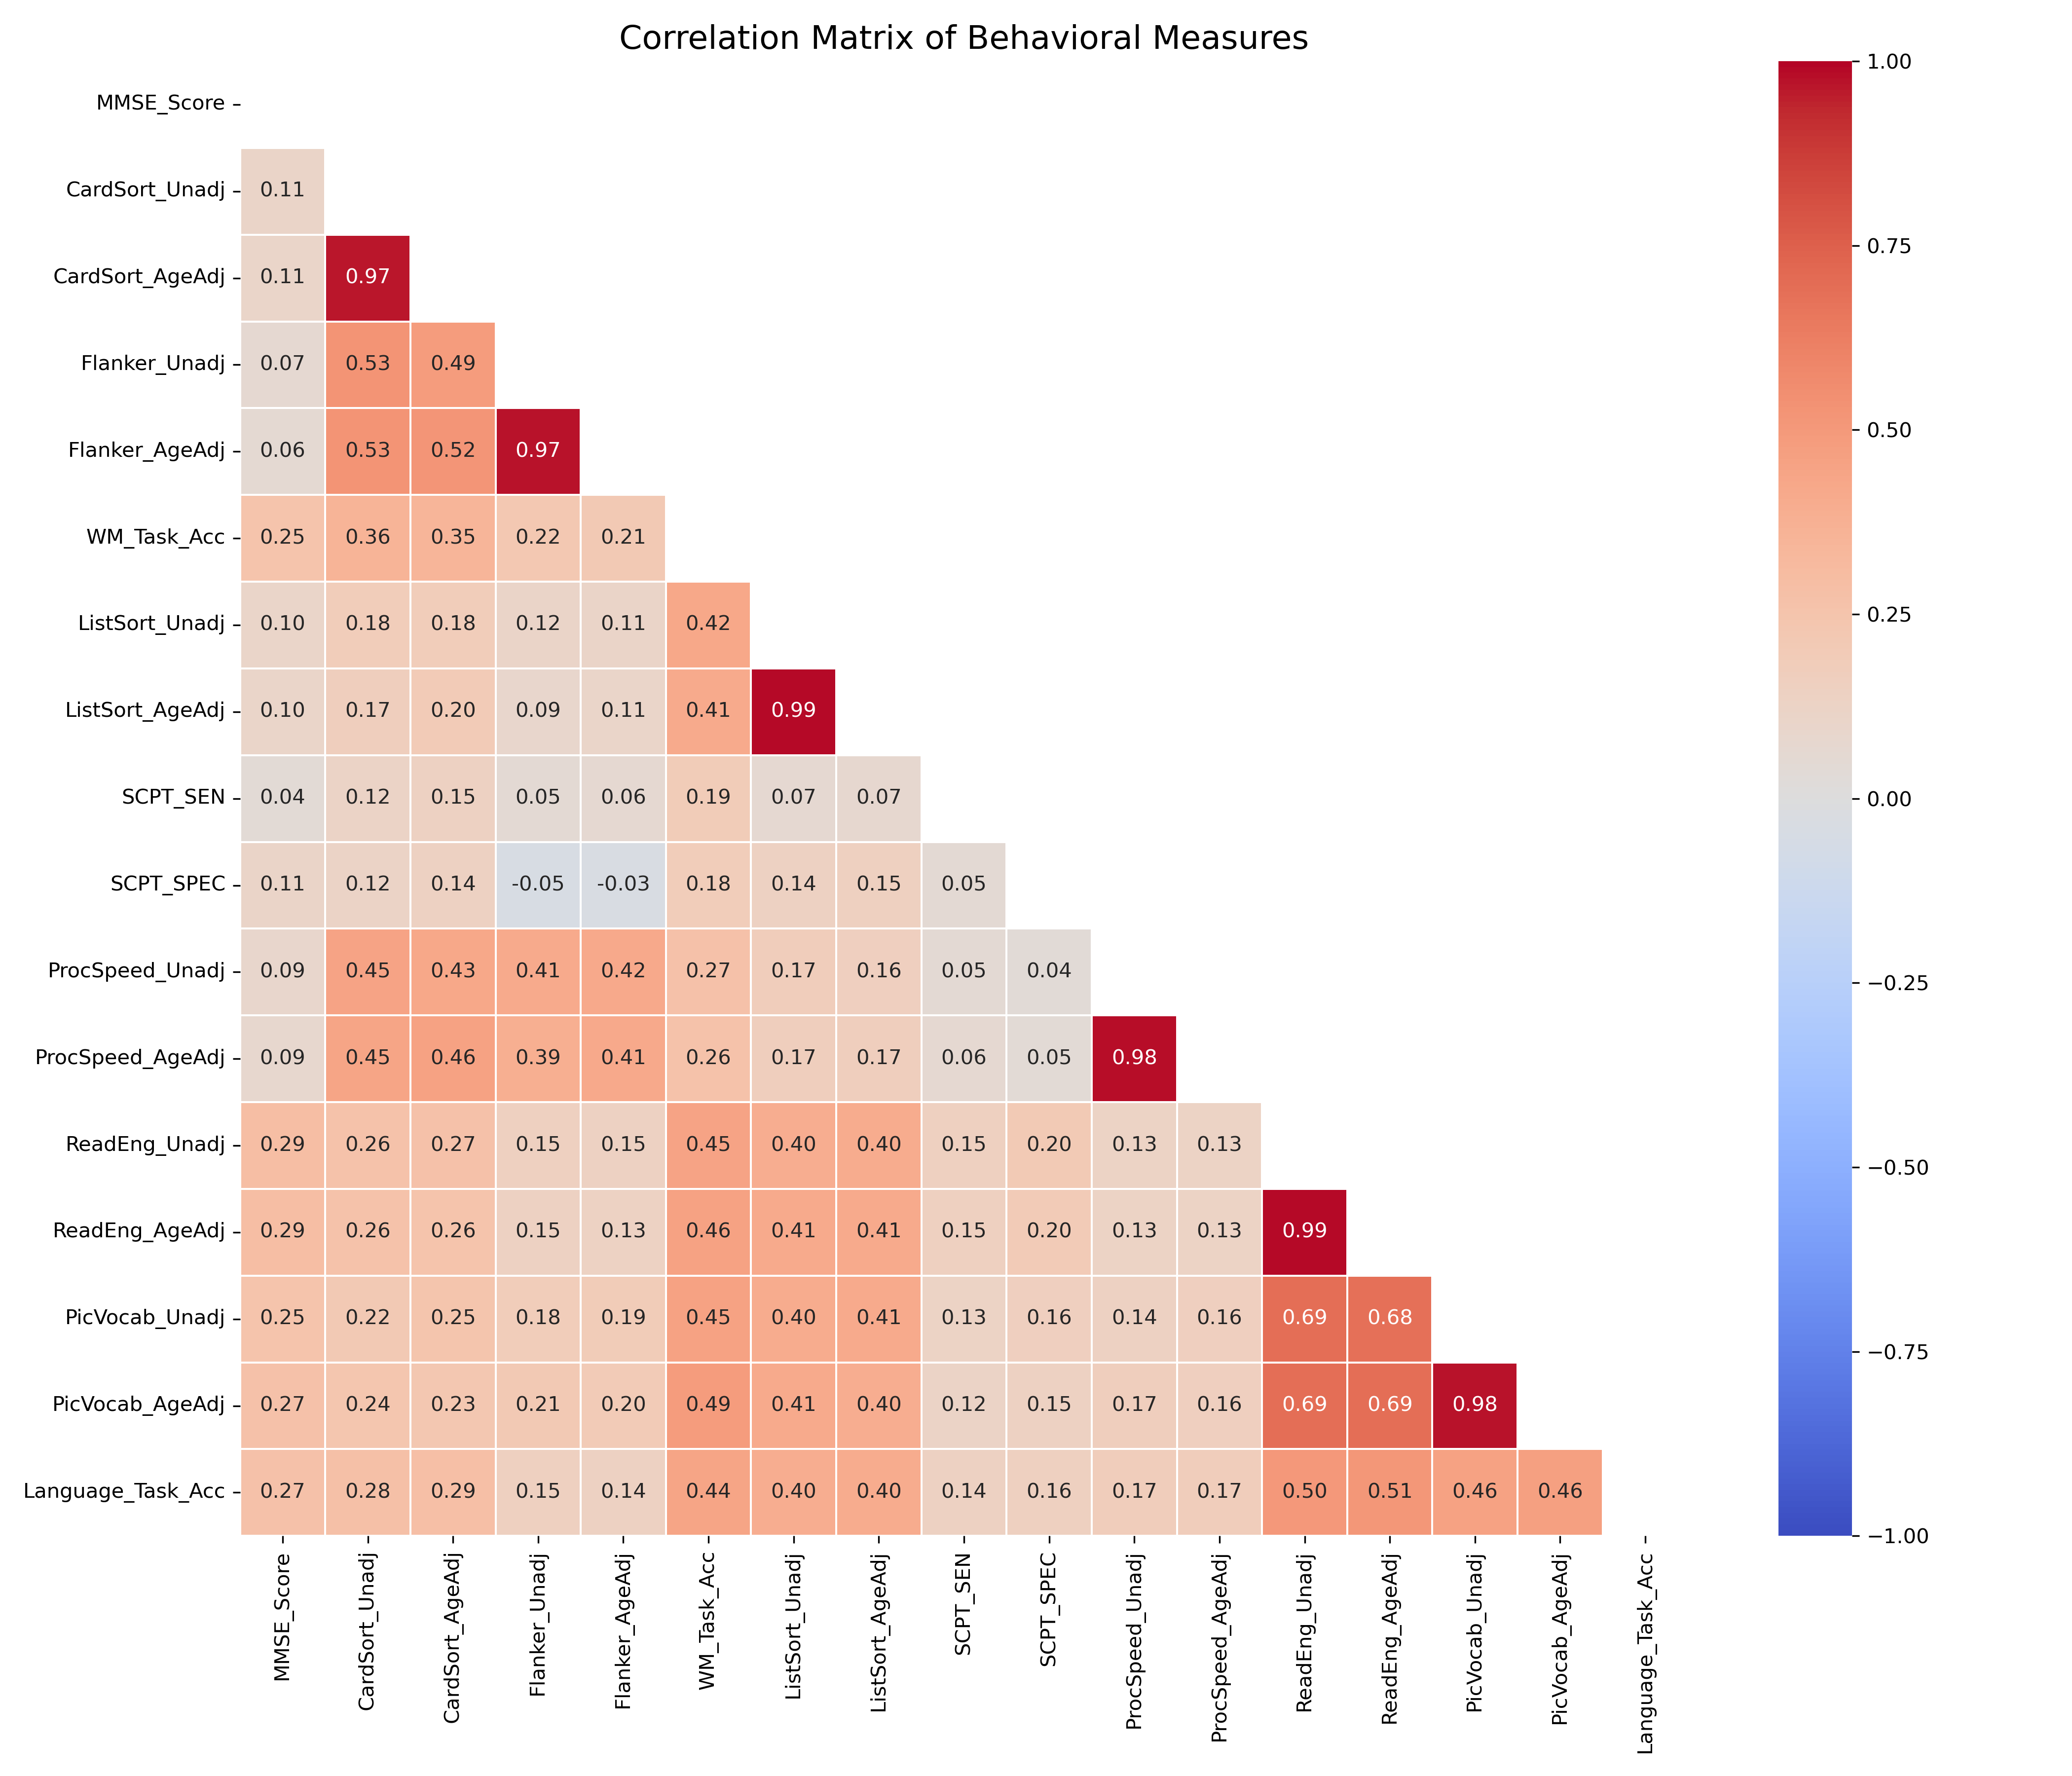 Correlation Matrix of Behavioral Measures
MMSE_Score
CardSort_Unadj 0.11
CardSort_AgeAdj 0.11 0.97
Flanker_Unadj 0.07 0.53 0.49
Flanker_AgeAdj 0.06 0.53 0.52 0.97
WM_Task_Acc 0.25 0.36 0.35 0.22 0.21
ListSort_Unadj 0.10 0.18 0.18 0.12 0.11 0.42
ListSort_AgeAdj 0.10 0.17 0.20 0.09 0.11 0.41 0.99
SCPT_SEN 0.04 0.12 0.15 0.05 0.06 0.19 0.07 0.07
SCPT_SPEC 0.11 0.12 0.14 -0.05 -0.03 0.18 0.14 0.15 0.05
ProcSpeed_Unadj 0.09 0.45 0.43 0.41 0.42 0.27 0.17 0.16 0.05 0.04
ProcSpeed_AgeAdj 0.09 0.45 0.46 0.39 0.41 0.26 0.17 0.17 0.06 0.05 0.98
ReadEng_Unadj 0.29 0.26 0.27 0.15 0.15 0.45 0.40 0.40 0.15 0.20 0.13 0.13
ReadEng_AgeAdj 0.29 0.26 0.26 0.15 0.13 0.46 0.41 0.41 0.15 0.20 0.13 0.13 0.99
PicVocab_Unadj 0.25 0.22 0.25 0.18 0.19 0.45 0.40 0.41 0.13 0.16 0.14 0.16 0.69 0.68
PicVocab_AgeAdj 0.27 0.24 0.23 0.21 0.20 0.49 0.41 0.40 0.12 0.15 0.17 0.16 0.69 0.69 0.98
Language_Task_Acc 0.27 0.28 0.29 0.15 0.14 0.44 0.40 0.40 0.14 0.16 0.17 0.17 0.50 0.51 0.46 0.46
MMSE_Score
CardSort_Unadj
CardSort_AgeAdj
Flanker_Unadj
Flanker_AgeAdj
WM_Task_Acc
ListSort_Unadj
ListSort_AgeAdj
SCPT_SEN
SCPT_SPEC
ProcSpeed_Unadj
ProcSpeed_AgeAdj
ReadEng_Unadj
ReadEng_AgeAdj
PicVocab_Unadj
PicVocab_AgeAdj
Language_Task_Acc
1.00
0.75
0.50
0.25
0.00
−0.25
−0.50
−0.75
−1.00